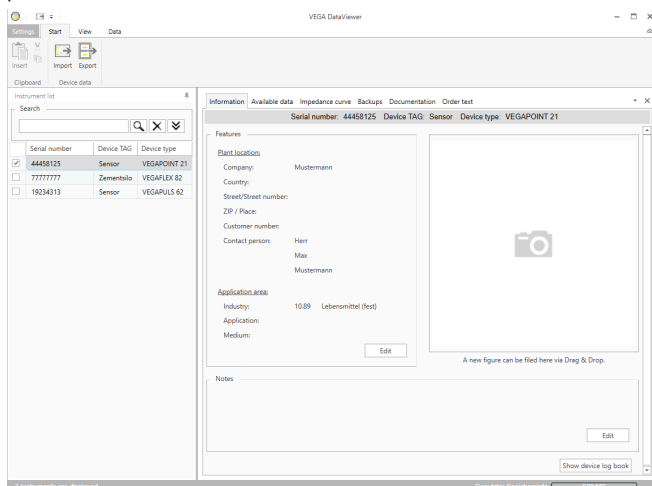 VEGA DataViewer
Settings Start View Data
Insert Import Export
Clipboard Device data
Instrument list
Search
Serial number Device TAG Device type
44458125 Sensor VEGAPOINT 21
77777777 Zementsilo VEGAFLEX 82
19234313 Sensor VEGAPULS 62
Information Available data Impedance curve Backups Documentation Order text
Serial number: 44458125 Device TAG: Sensor Device type: VEGAPOINT 21
Features
Plant location:
Company: Mustermann
Country:
Street/Street number:
ZIP / Place:
Customer number:
Contact person: Herr
Max
Mustermann
Application area:
Industry: 10.89 Lebensmittel (fest)
Application:
Medium:
Edit
A new figure can be filed here via Drag & Drop.
Notes
Edit
Show device log book